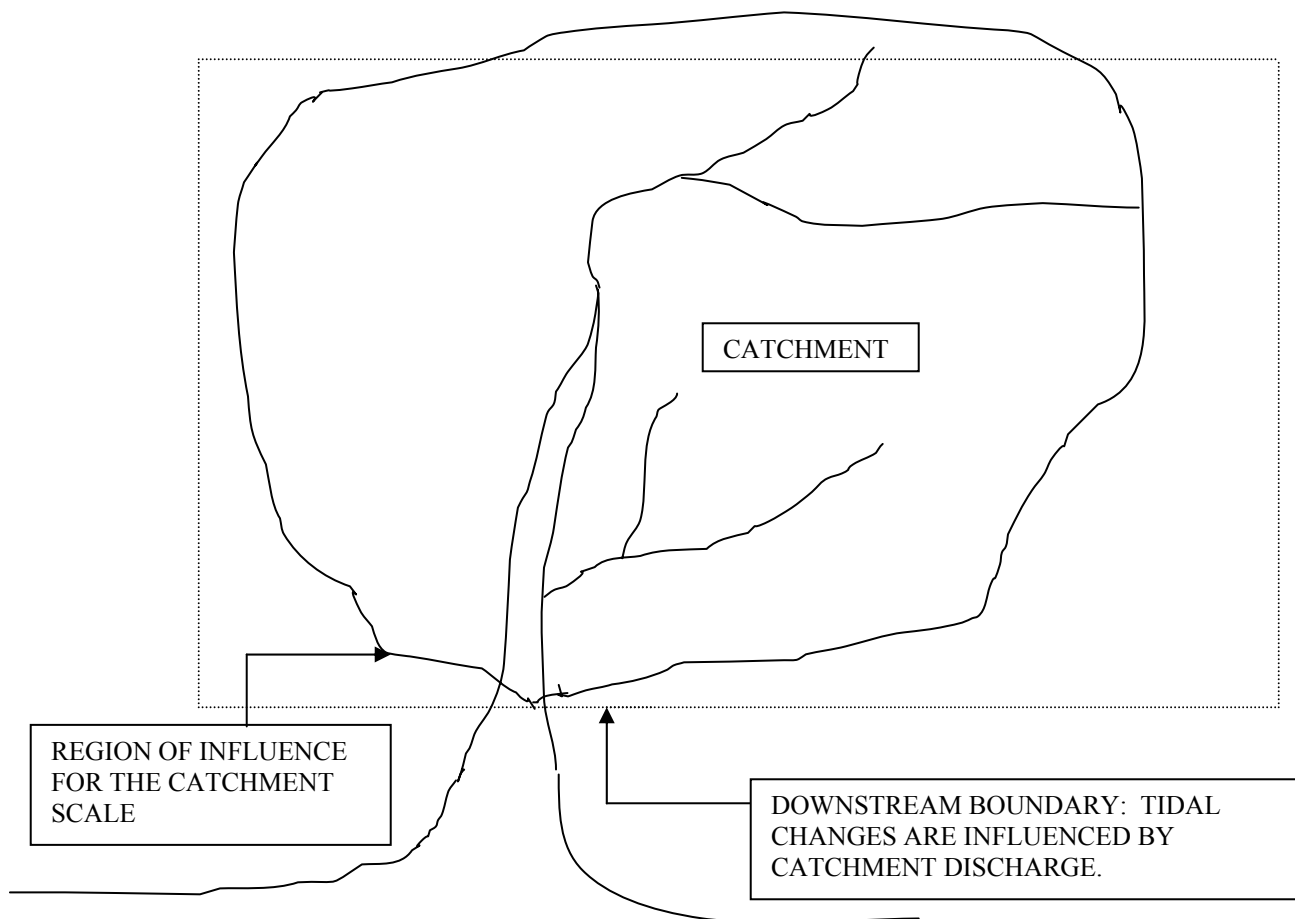 CATCHMENT
REGION OF INFLUENCE
FOR THE CATCHMENT
SCALE
DOWNSTREAM BOUNDARY: TIDAL
CHANGES ARE INFLUENCED BY
CATCHMENT DISCHARGE.